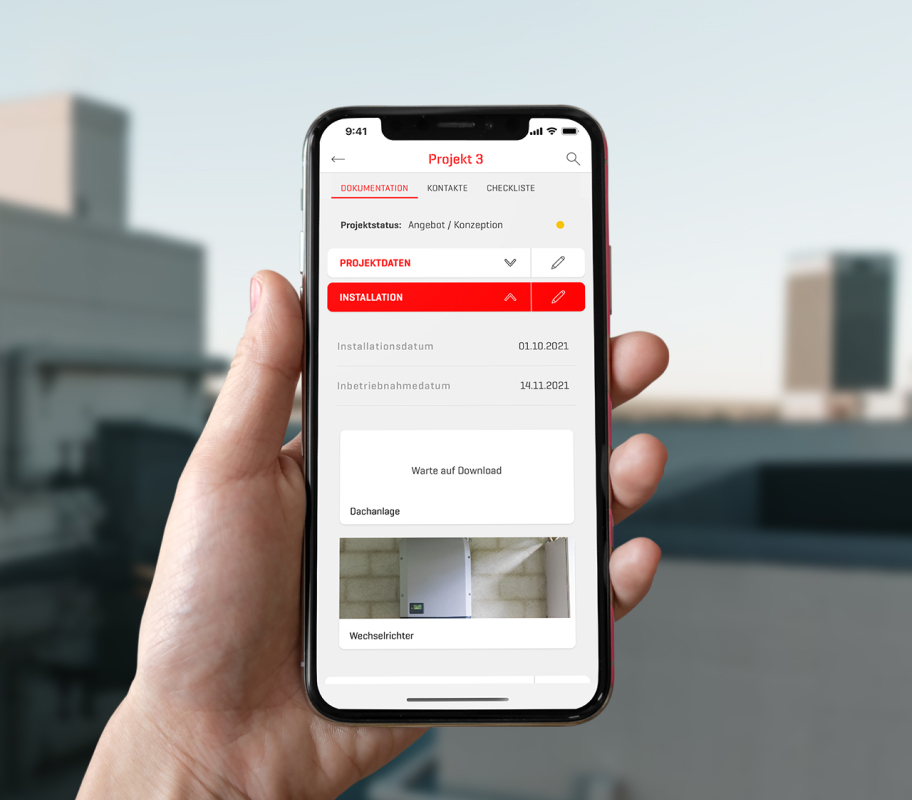 9:41
Projekt 3
DOKUMENTATION KONTAKTE CHECKLISTE
Projektstatus: Angebot / Konzeption
PROJEKTDATEN
INSTALLATION
Installationsdatum 01.10.2021
Inbetriebnahmedatum 14.11.2021
Warte auf Download
Dachanlage
Wechselrichter